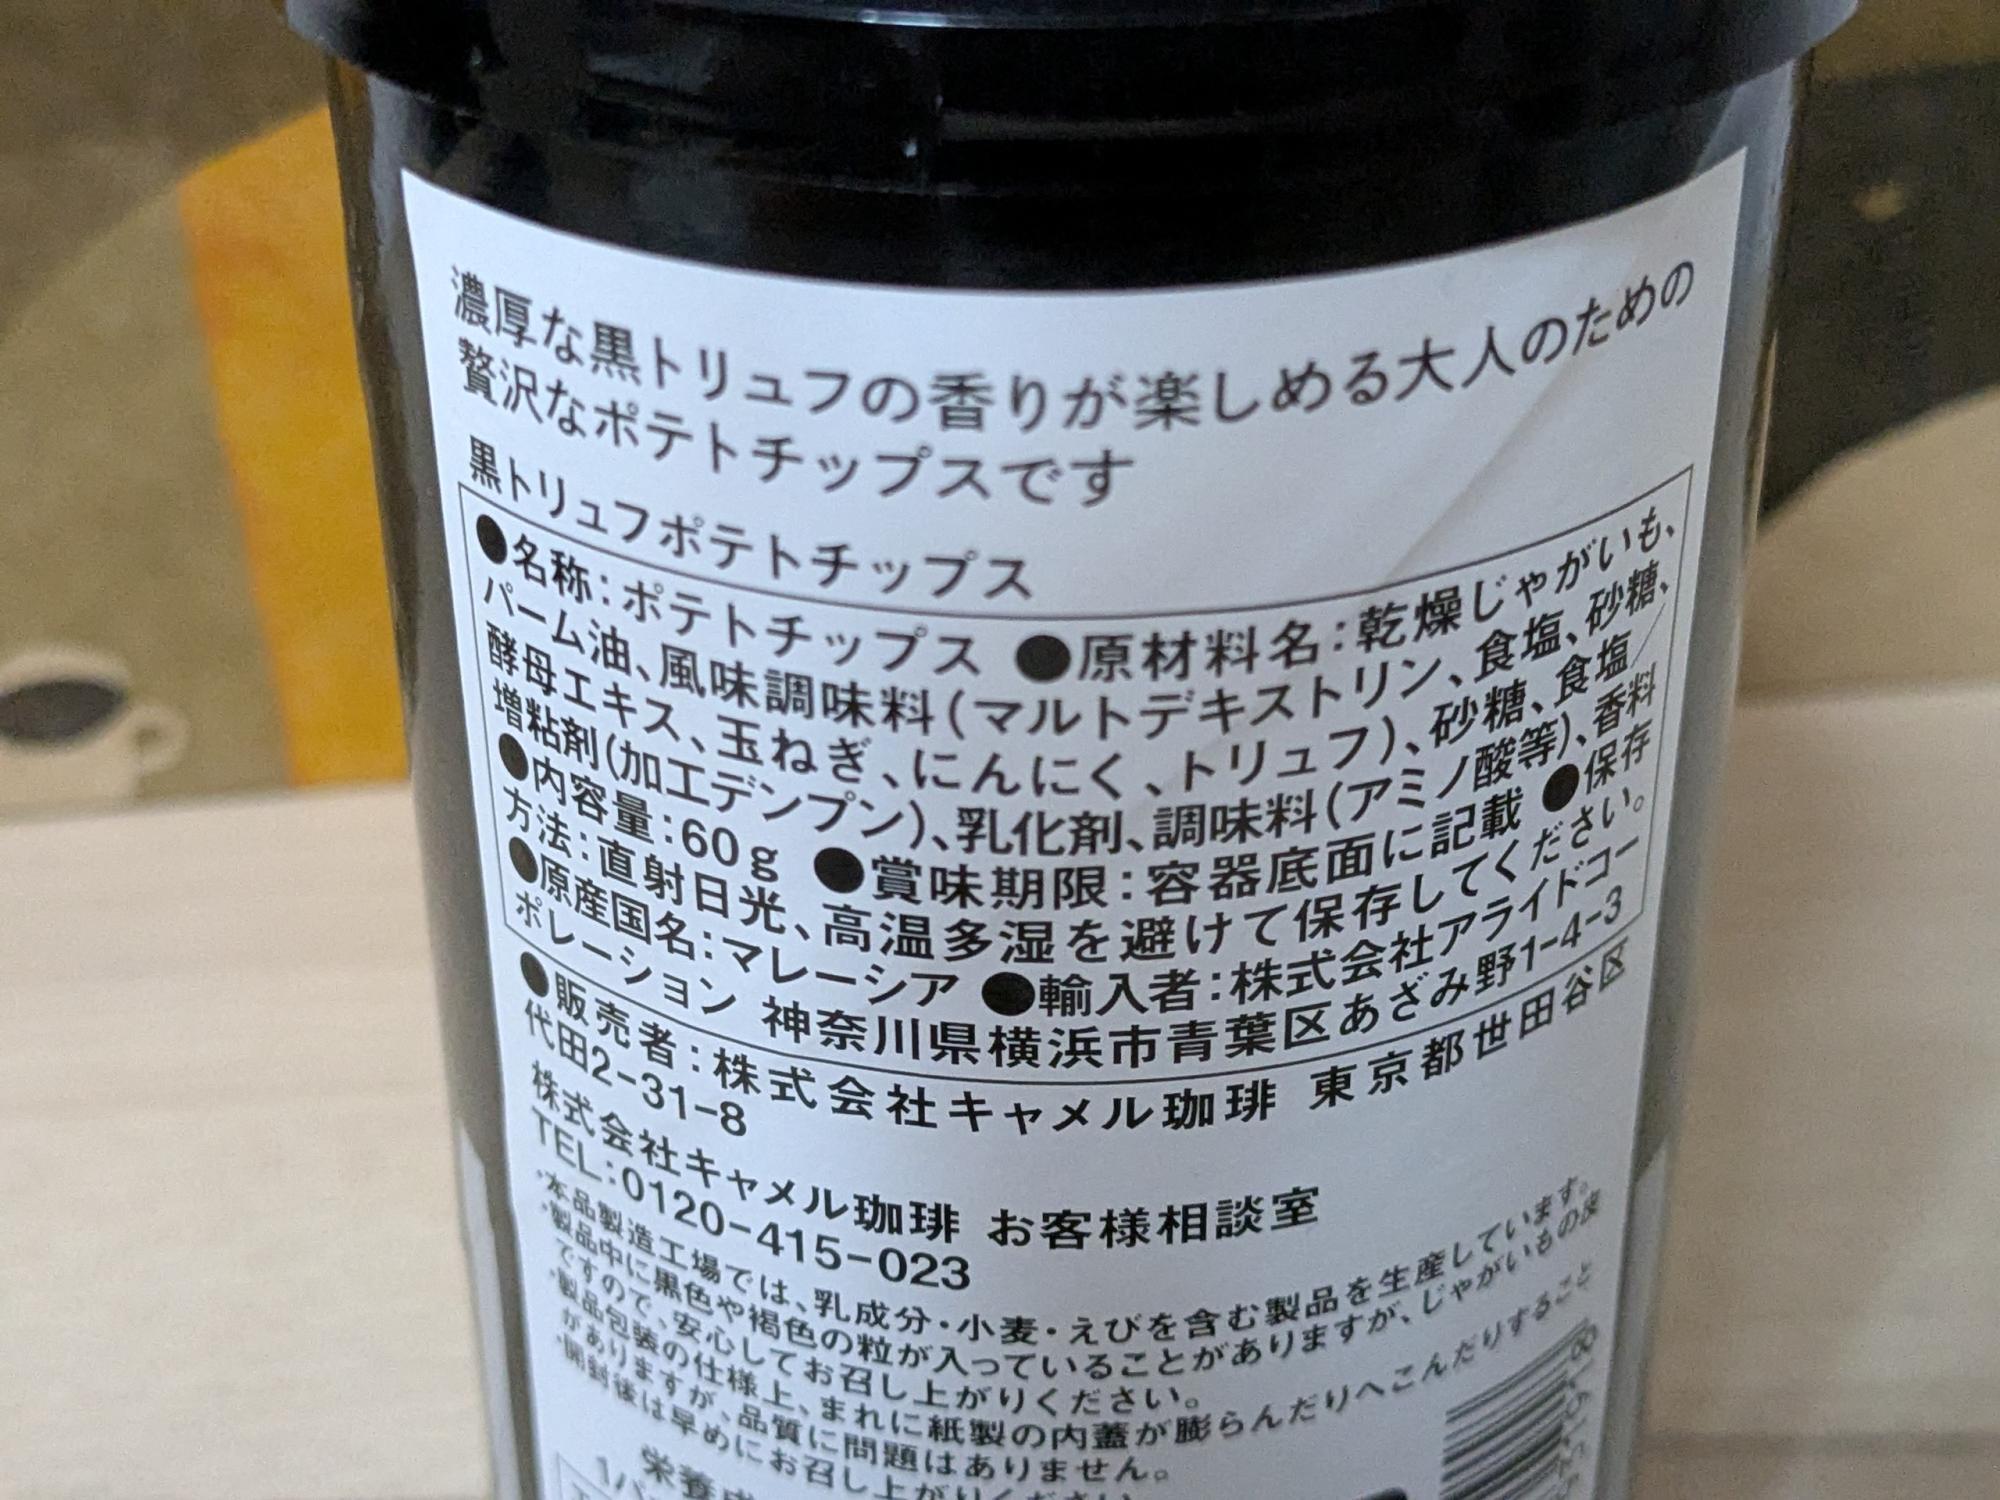 濃厚な黒トリュフの香りが楽しめる大人のための
贅沢なポテトチップスです
黒トリュフポテトチップス
●名称：ポテトチップス ●原材料名：乾燥じゃがいも、
パーム油、風味調味料（マルトデキストリン、食塩、砂糖、
酵母エキス、玉ねぎ、にんにく、トリュフ）、砂糖、食塩／
増粘剤（加工デンプン）、乳化剤、調味料（アミノ酸等）、香料
●内容量：60g ●賞味期限：容器底面に記載 ●保存
方法：直射日光、高温多湿を避けて保存してください。
●原産国名：マレーシア ●輸入者：株式会社アライドコー
ポレーション 神奈川県横浜市青葉区あざみ野1-4-3
●販売者：株式会社キャメル珈琲 東京都世田谷区
代田2-31-8
株式会社キャメル珈琲 お客様相談室
TEL：0120-415-023
・本品製造工場では、乳成分・小麦・えびを含む製品を生産しています。
・製品中に黒色や褐色の粒が入っていることがありますが、じゃがいもの皮
ですので、安心してお召し上がりください。
・製品包装の仕様上、まれに紙製の内蓋が膨らんだりへこんだりすること
がありますが、品質に問題はありません。
・開封後は早めにお召し上がりください。
栄養成